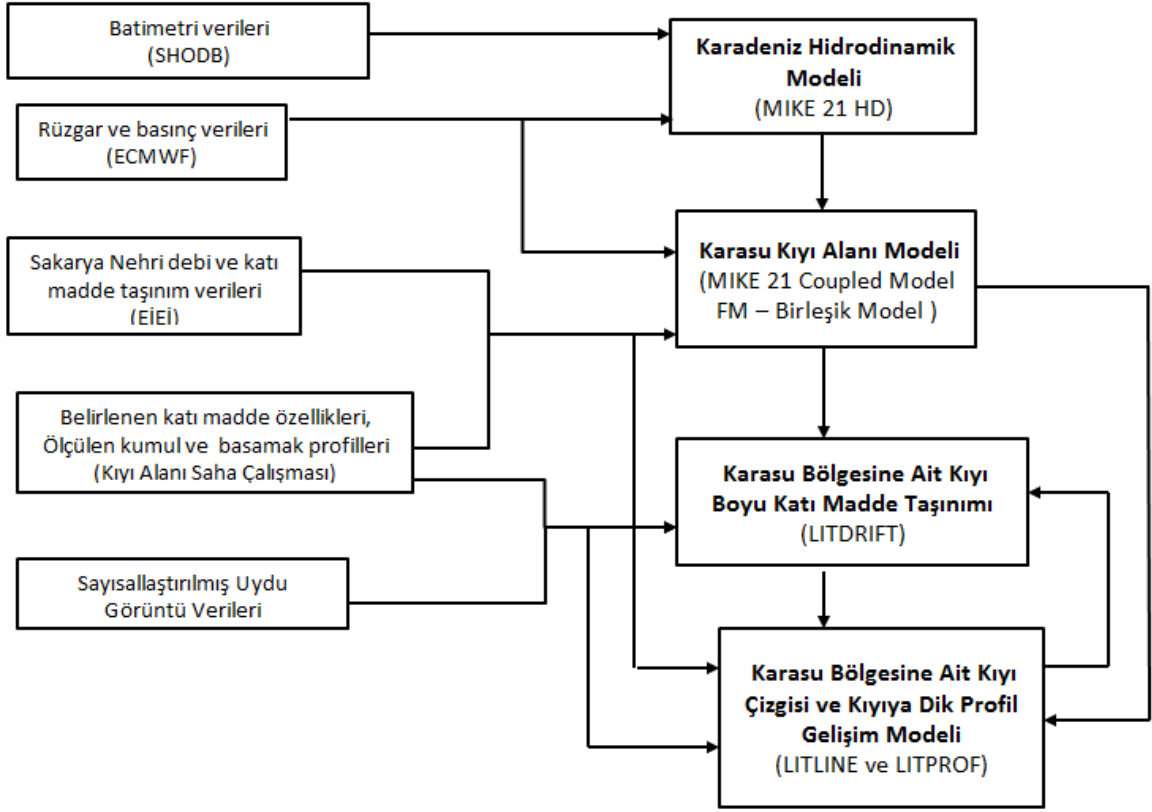 Batimetri verileri
(SHODB)
Karadeniz Hidrodinamik
Modeli
(MIKE 21 HD)
Rüzgar ve basınç verileri
(ECMWF)
Sakarya Nehri debi ve katı
madde taşınım verileri
(EİEİ)
Karasu Kıyı Alanı Modeli
(MIKE 21 Coupled Model
FM – Birleşik Model )
Belirlenen katı madde özellikleri,
Ölçülen kumul ve basamak profilleri
(Kıyı Alanı Saha Çalışması)
Karasu Bölgesine Ait Kıyı
Boyu Katı Madde Taşınımı
(LITDRIFT)
Sayısallaştırılmış Uydu
Görüntü Verileri
Karasu Bölgesine Ait Kıyı
Çizgisi ve Kıyıya Dik Profil
Gelişim Modeli
(LITLINE ve LITPROF)